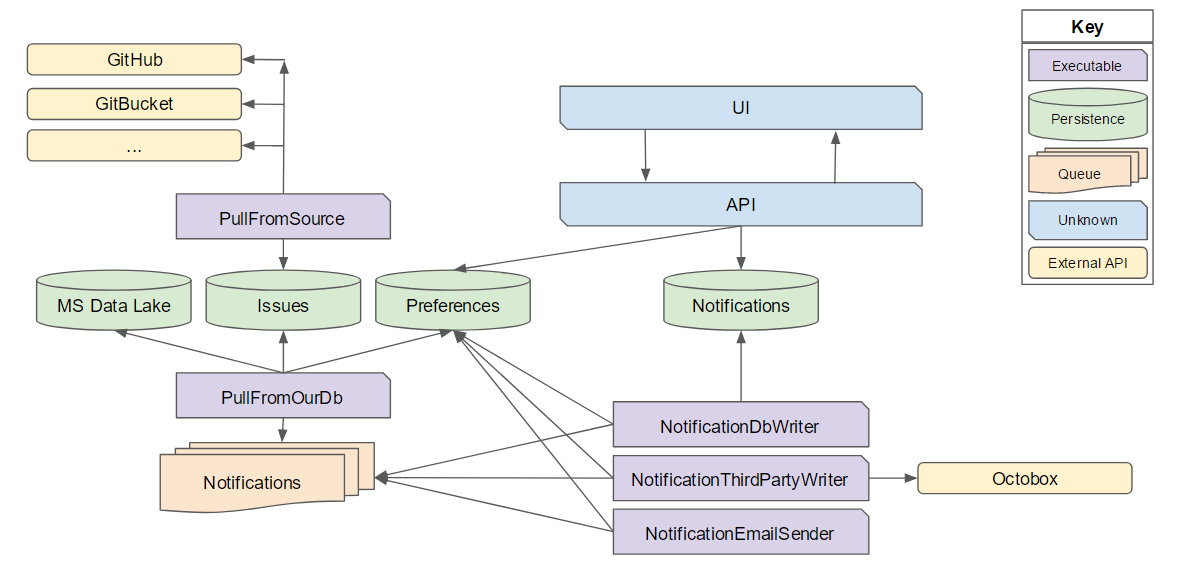 GitHub
GitBucket
...
PullFromSource
MS Data Lake
Issues
Preferences
PullFromOurDb
Notifications
UI
API
Notifications
NotificationDbWriter
NotificationThirdPartyWriter
NotificationEmailSender
Octobox
Key
Executable
Persistence
Queue
Unknown
External API